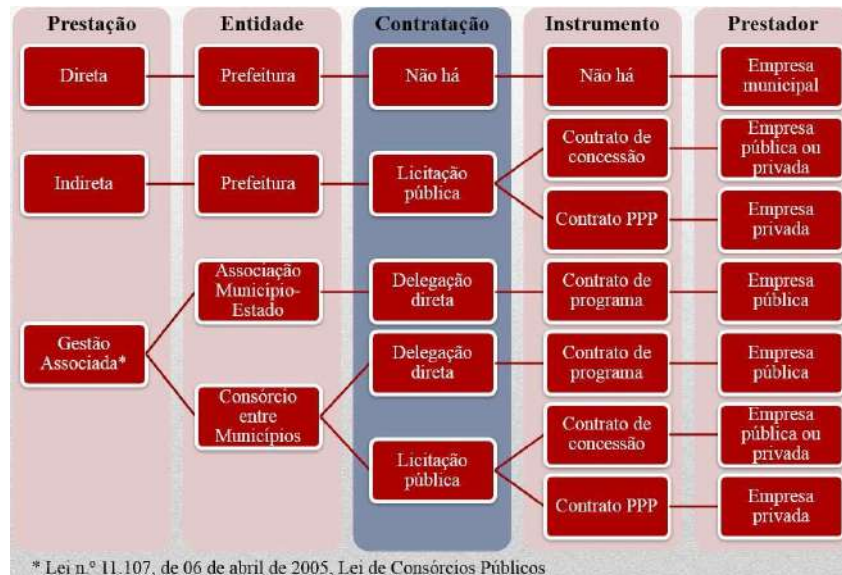 Prestação
Entidade
Contratação
Instrumento
Prestador
Direta
Prefeitura
Não há
Não há
Empresa
municipal
Indireta
Prefeitura
Licitação
pública
Contrato de
concessão
Empresa
pública ou
privada
Contrato PPP
Empresa
privada
Gestão
Associada*
Associação
Município-
Estado
Delegação
direta
Contrato de
programa
Empresa
pública
Consórcio
entre
Municípios
Delegação
direta
Contrato de
programa
Empresa
pública
Licitação
pública
Contrato de
concessão
Empresa
pública ou
privada
Contrato PPP
Empresa
privada
* Lei n.º 11.107, de 06 de abril de 2005, Lei de Consórcios Públicos